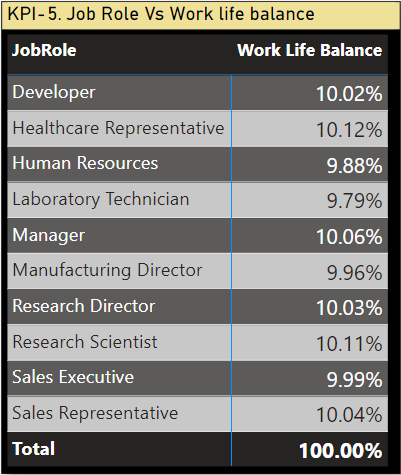 KPI-5. Job Role Vs Work life balance
JobRole Work Life Balance
Developer 10.02%
Healthcare Representative 10.12%
Human Resources 9.88%
Laboratory Technician 9.79%
Manager 10.06%
Manufacturing Director 9.96%
Research Director 10.03%
Research Scientist 10.11%
Sales Executive 9.99%
Sales Representative 10.04%
Total 100.00%